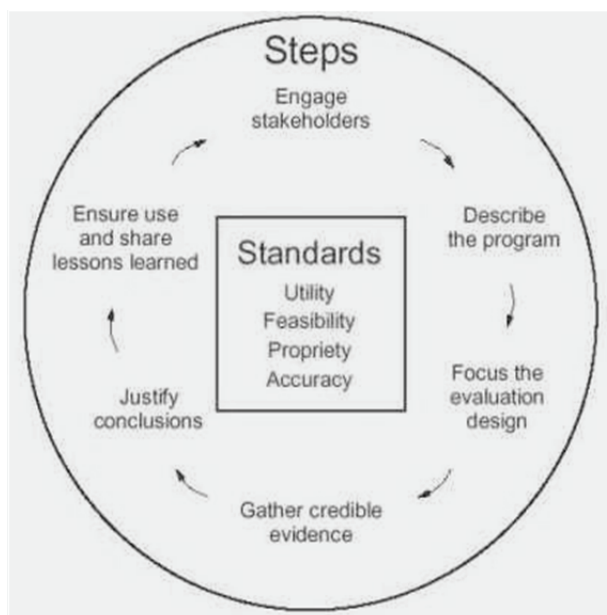 Steps
Engage
stakeholders
Describe
the program
Focus the
evaluation
design
Gather credible
evidence
Justify
conclusions
Ensure use
and share
lessons learned
Standards
Utility
Feasibility
Propriety
Accuracy